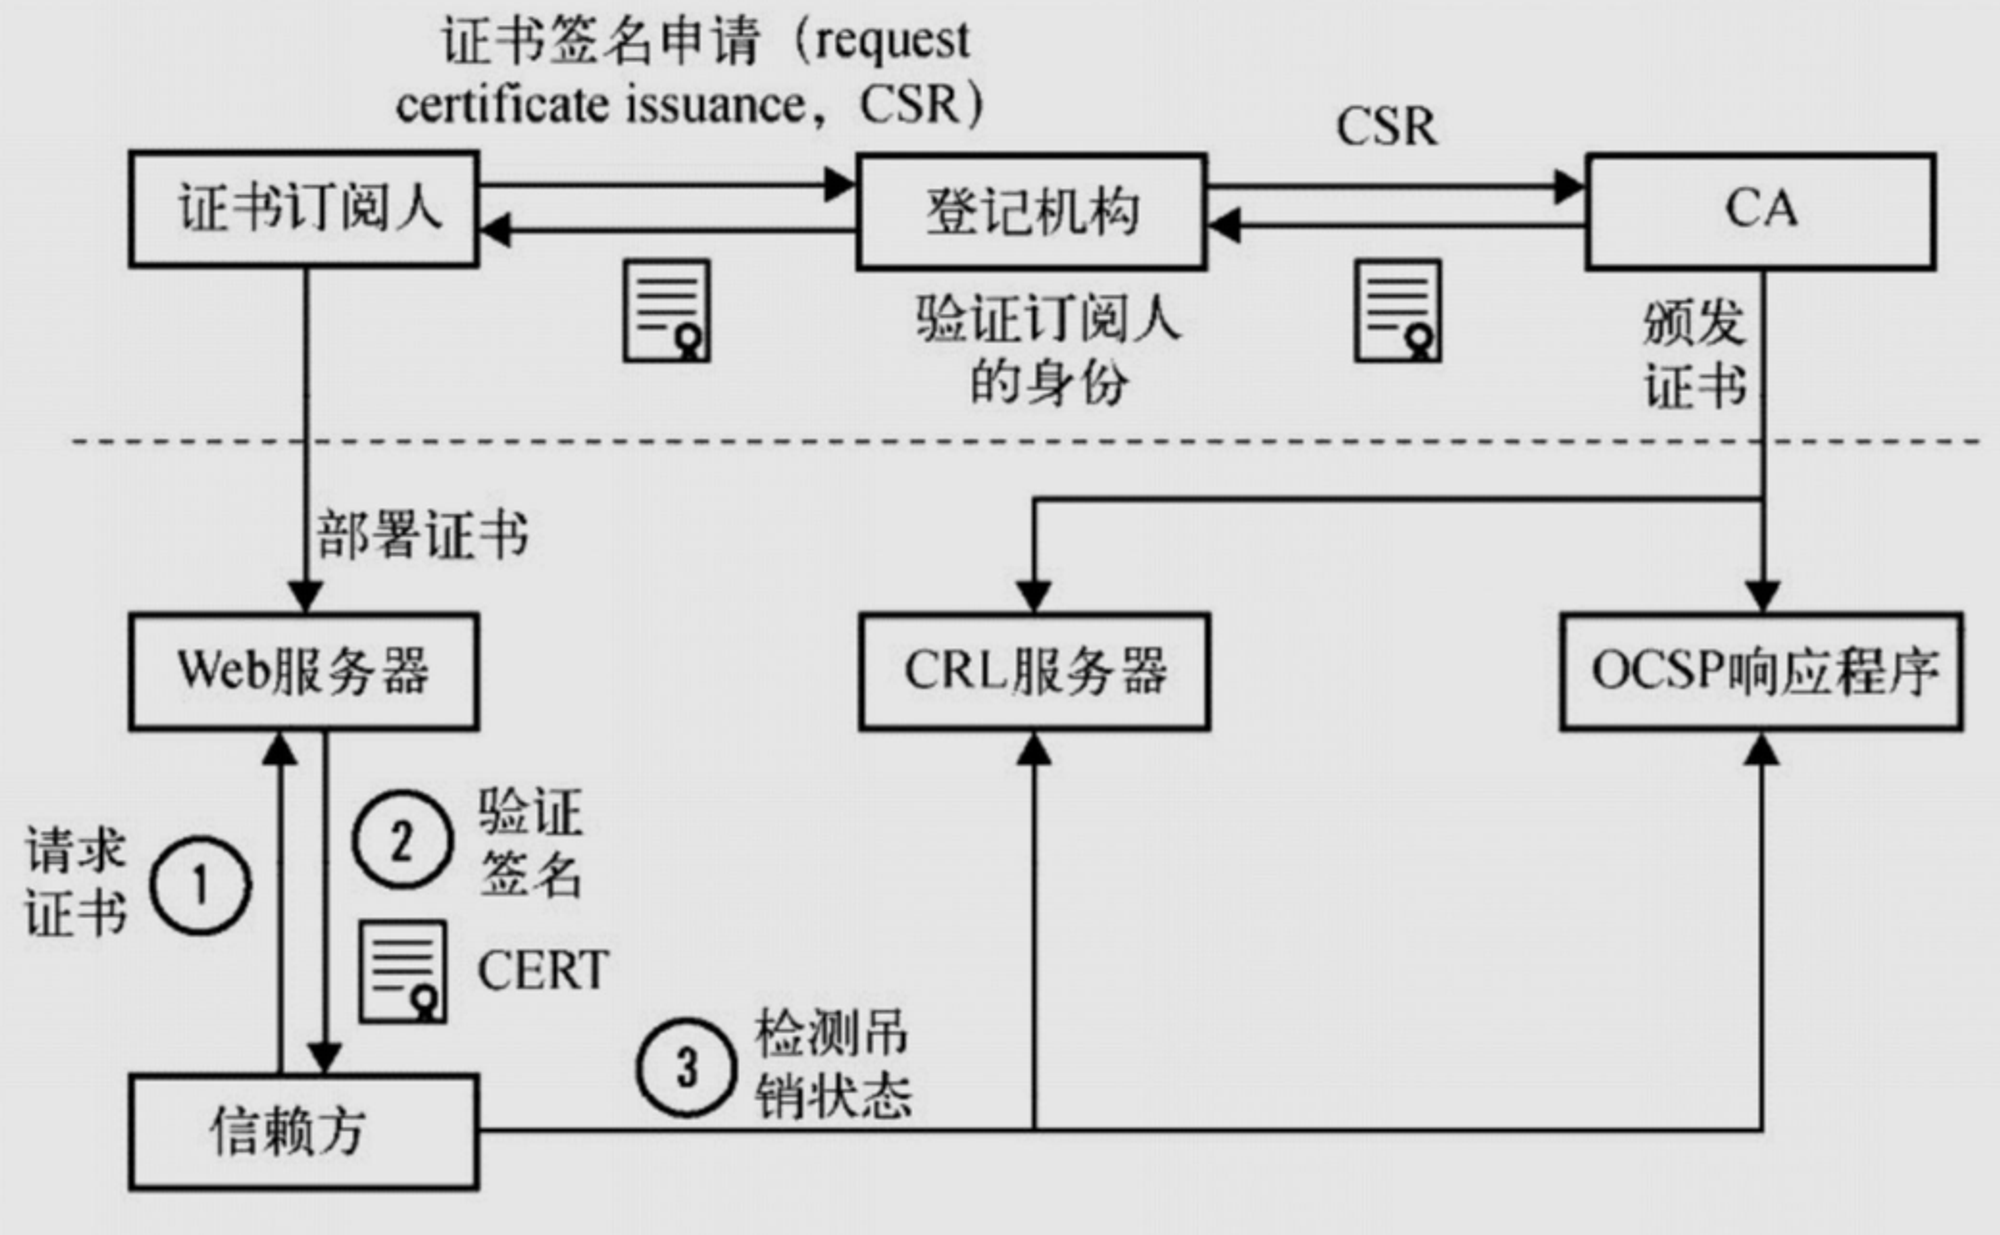 证书签名申请（request
certificate issuance，CSR）
CSR
证书订阅人
登记机构
CA
验证订阅人
的身份
颁发
证书
部署证书
Web服务器
CRL服务器
OCSP响应程序
请求
证书
1
2
验证
签名
CERT
3
检测吊
销状态
信赖方